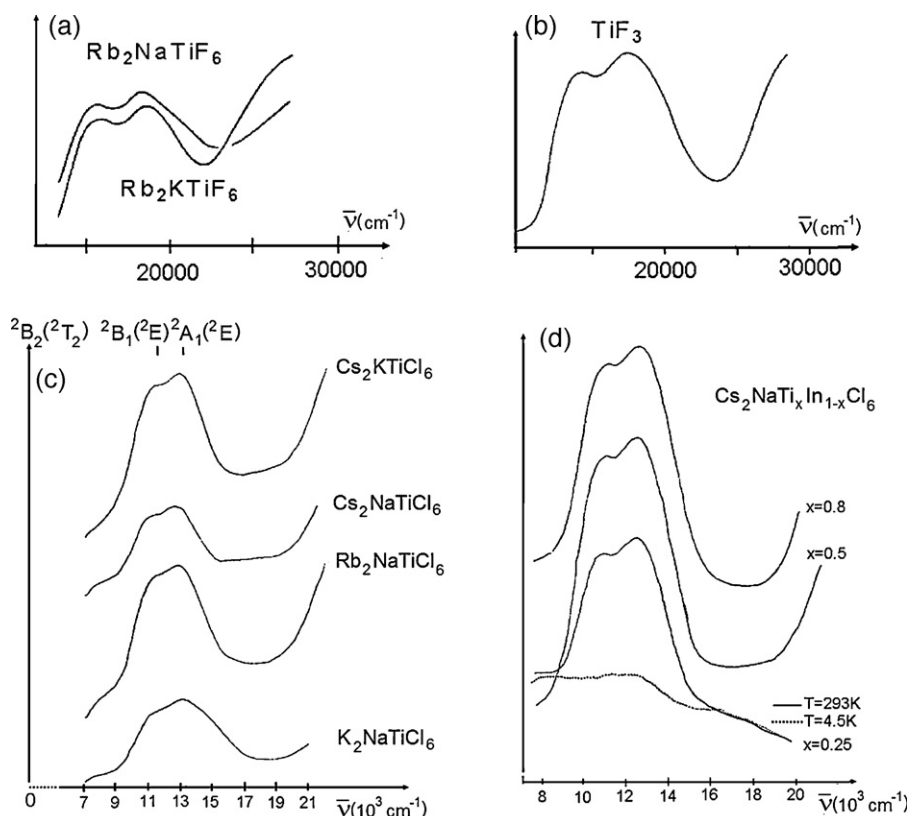 (a)
Rb₂NaTiF₆
Rb₂KTiF₆
ν̅(cm⁻¹)
20000 30000
(b)
TiF₃
ν̅(cm⁻¹)
20000 30000
²B₂(²T₂) ²B₁(²E) ²A₁(²E)
(c)
Cs₂KTiCl₆
Cs₂NaTiCl₆
Rb₂NaTiCl₆
K₂NaTiCl₆
0 7 9 11 13 15 17 19 21
ν̅(10³ cm⁻¹)
(d)
Cs₂NaTiₓIn₁₋ₓCl₆
x=0.8
x=0.5
T=293K
T=4.5K
x=0.25
8 10 12 16 20
ν̅(10³ cm⁻¹)